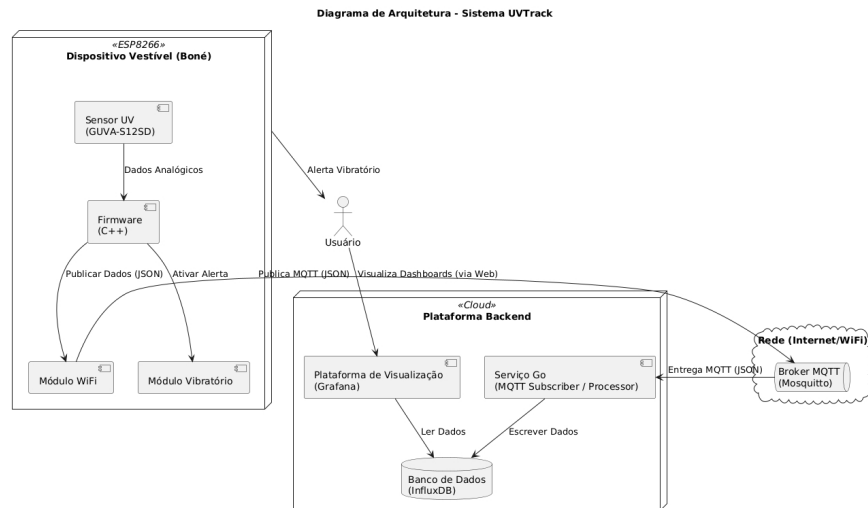 Diagrama de Arquitetura - Sistema UVTrack
«ESP8266»
Dispositivo Vestível (Boné)
Sensor UV
(GUVA-S12SD)
Dados Analógicos
Alerta Vibratório
Firmware
(C++)
Usuário
Publicar Dados (JSON)
Ativar Alerta
Publica MQTT (JSON)
Visualiza Dashboards (via Web)
«Cloud»
Plataforma Backend
Rede (Internet/WiFi)
Módulo WiFi
Módulo Vibratório
Plataforma de Visualização
(Grafana)
Serviço Go
(MQTT Subscriber / Processor)
Entrega MQTT (JSON)
Broker MQTT
(Mosquitto)
Ler Dados
Escrever Dados
Banco de Dados
(InfluxDB)